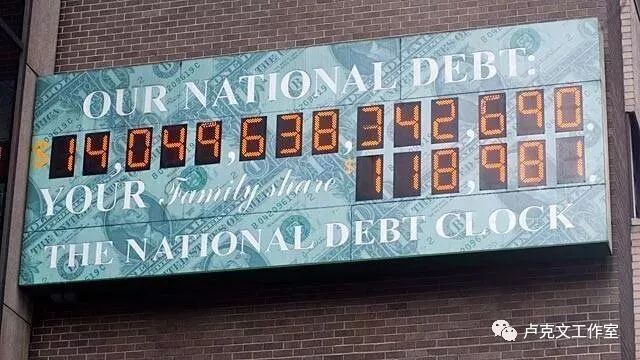 OUR NATIONAL DEBT:
$14,049,638,342,690.
YOUR Family share $118,981.
THE NATIONAL DEBT CLOCK
卢克文工作室